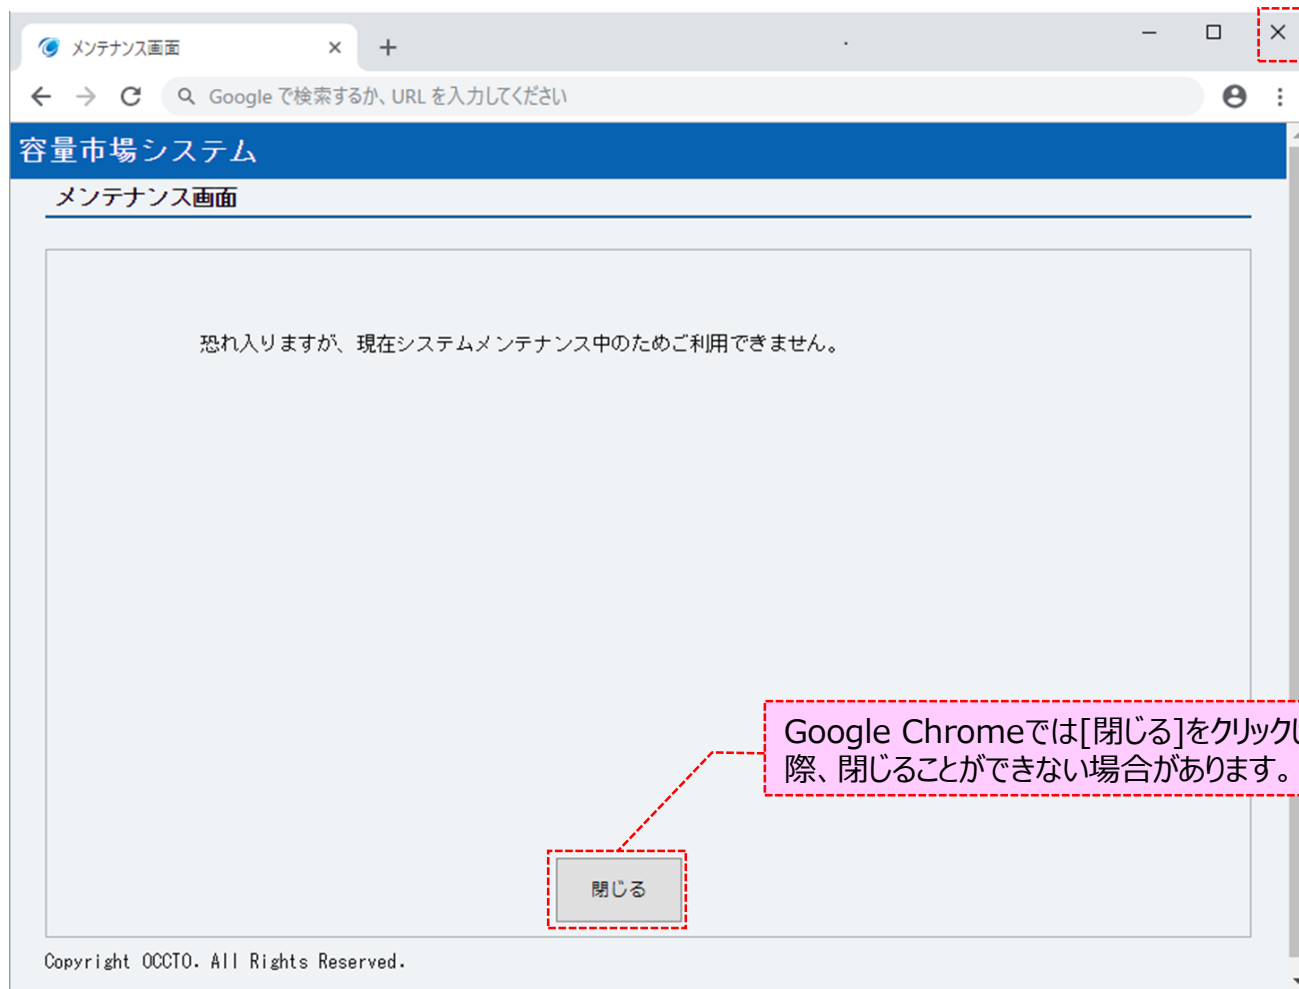 メンテナンス画面
Google で検索するか、URL を入力してください
容量市場システム
メンテナンス画面
恐れ入りますが、現在システムメンテナンス中のためご利用できません。
Google Chromeでは[閉じる]をクリックし
際、閉じることができない場合があります。
閉じる
Copyright OCCTO. All Rights Reserved.